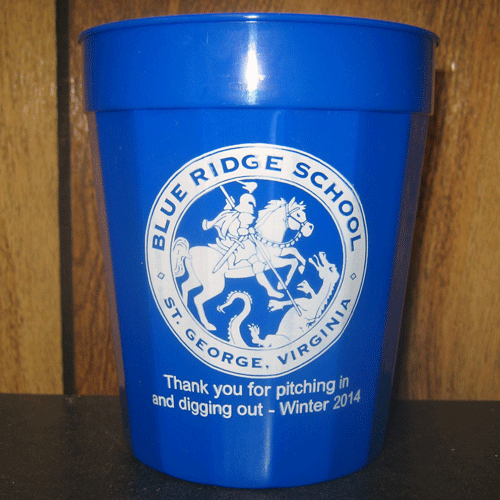 BLUE RIDGE SCHOOL
ST. GEORGE, VIRGINIA
Thank you for pitching in
and digging out - Winter 2014